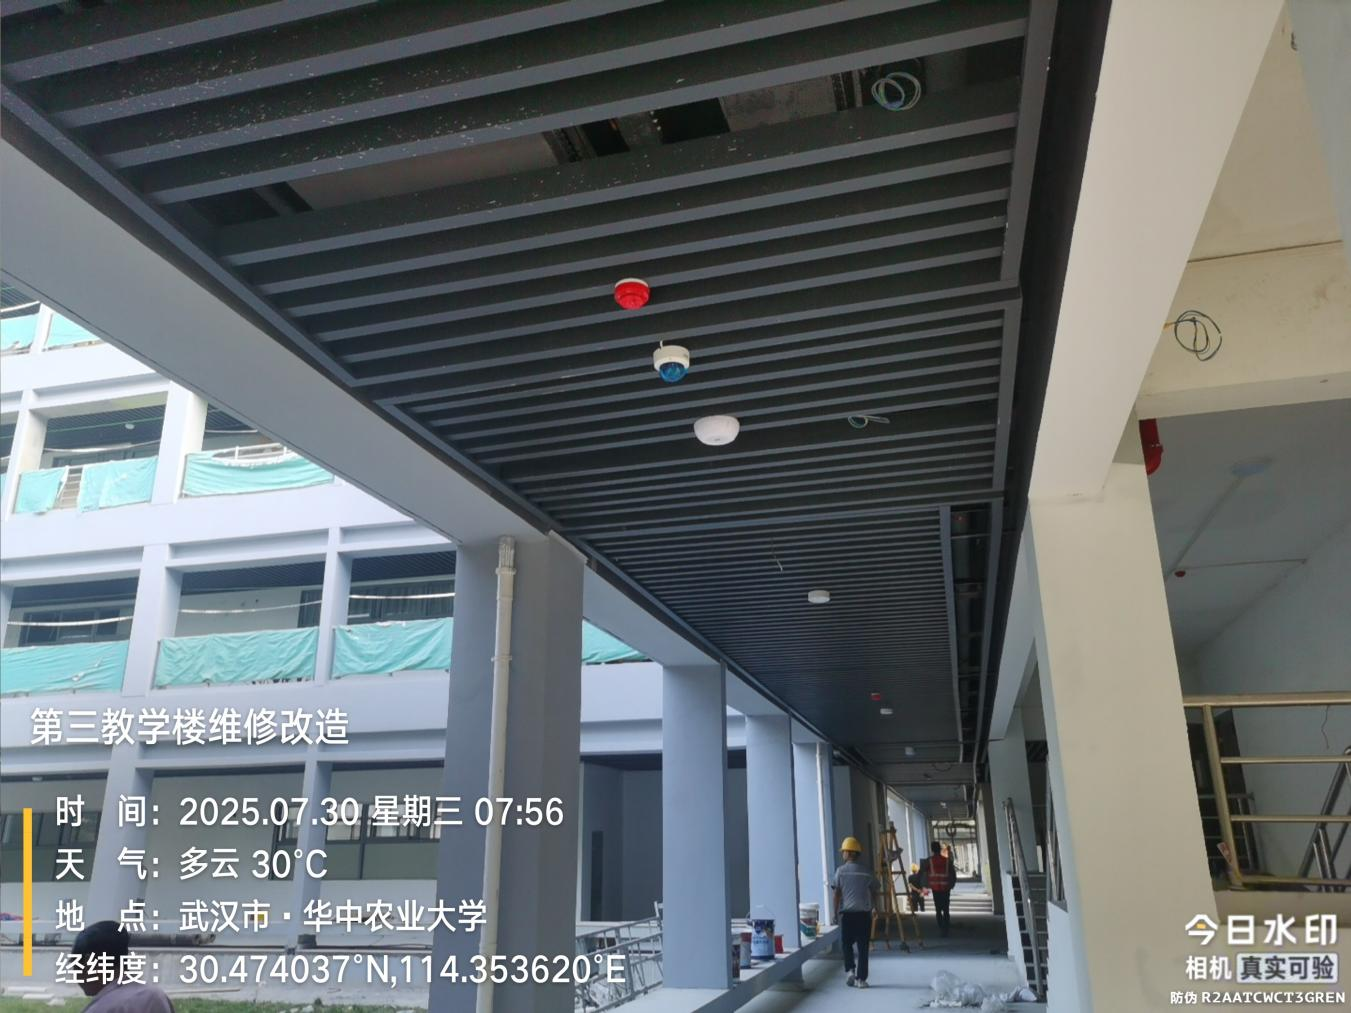 第三教学楼维修改造
时 间：2025.07.30 星期三 07:56
天 气：多云 30°C
地 点：武汉市·华中农业大学
经纬度：30.474037°N,114.353620°E
今日水印
相机 真实可验
防伪 R2AATCWCT3GREN